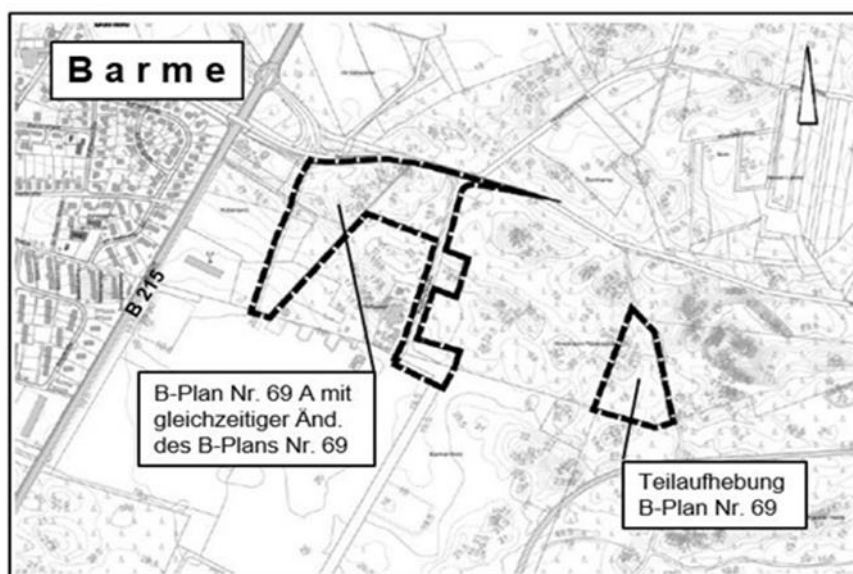 Barme
B 215
B-Plan Nr. 69 A mit
gleichzeitiger Änd.
des B-Plans Nr. 69
Teilaufhebung
B-Plan Nr. 69